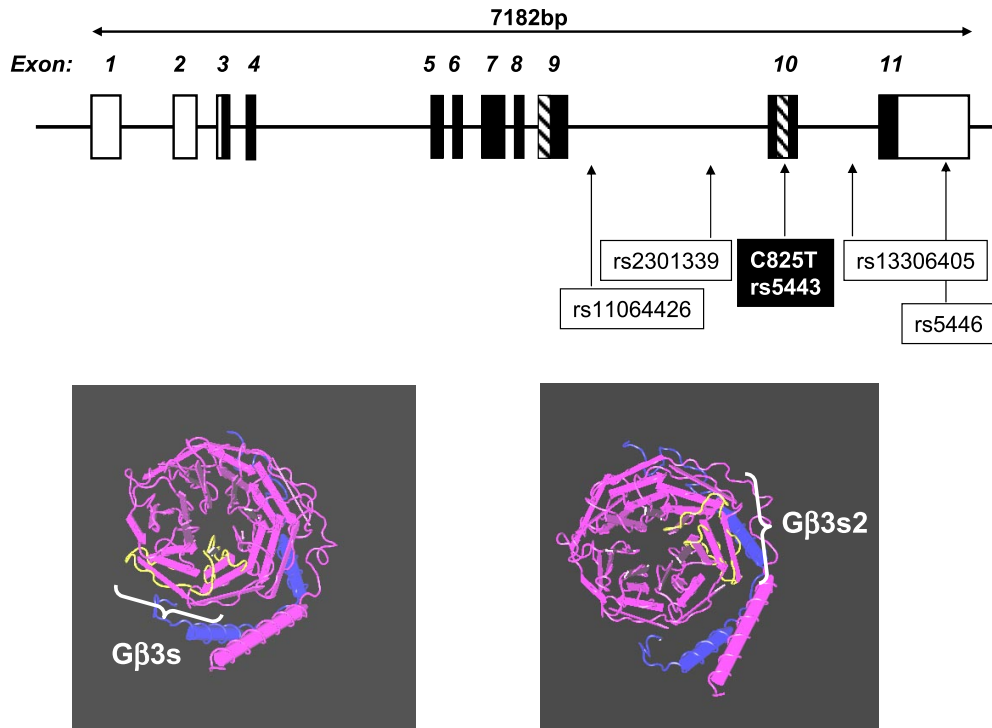 7182bp
Exon: 1 2 3 4 5 6 7 8 9 10 11
rs2301339
C825T
rs5443
rs13306405
rs11064426
rs5446
Gβ3s
Gβ3s2